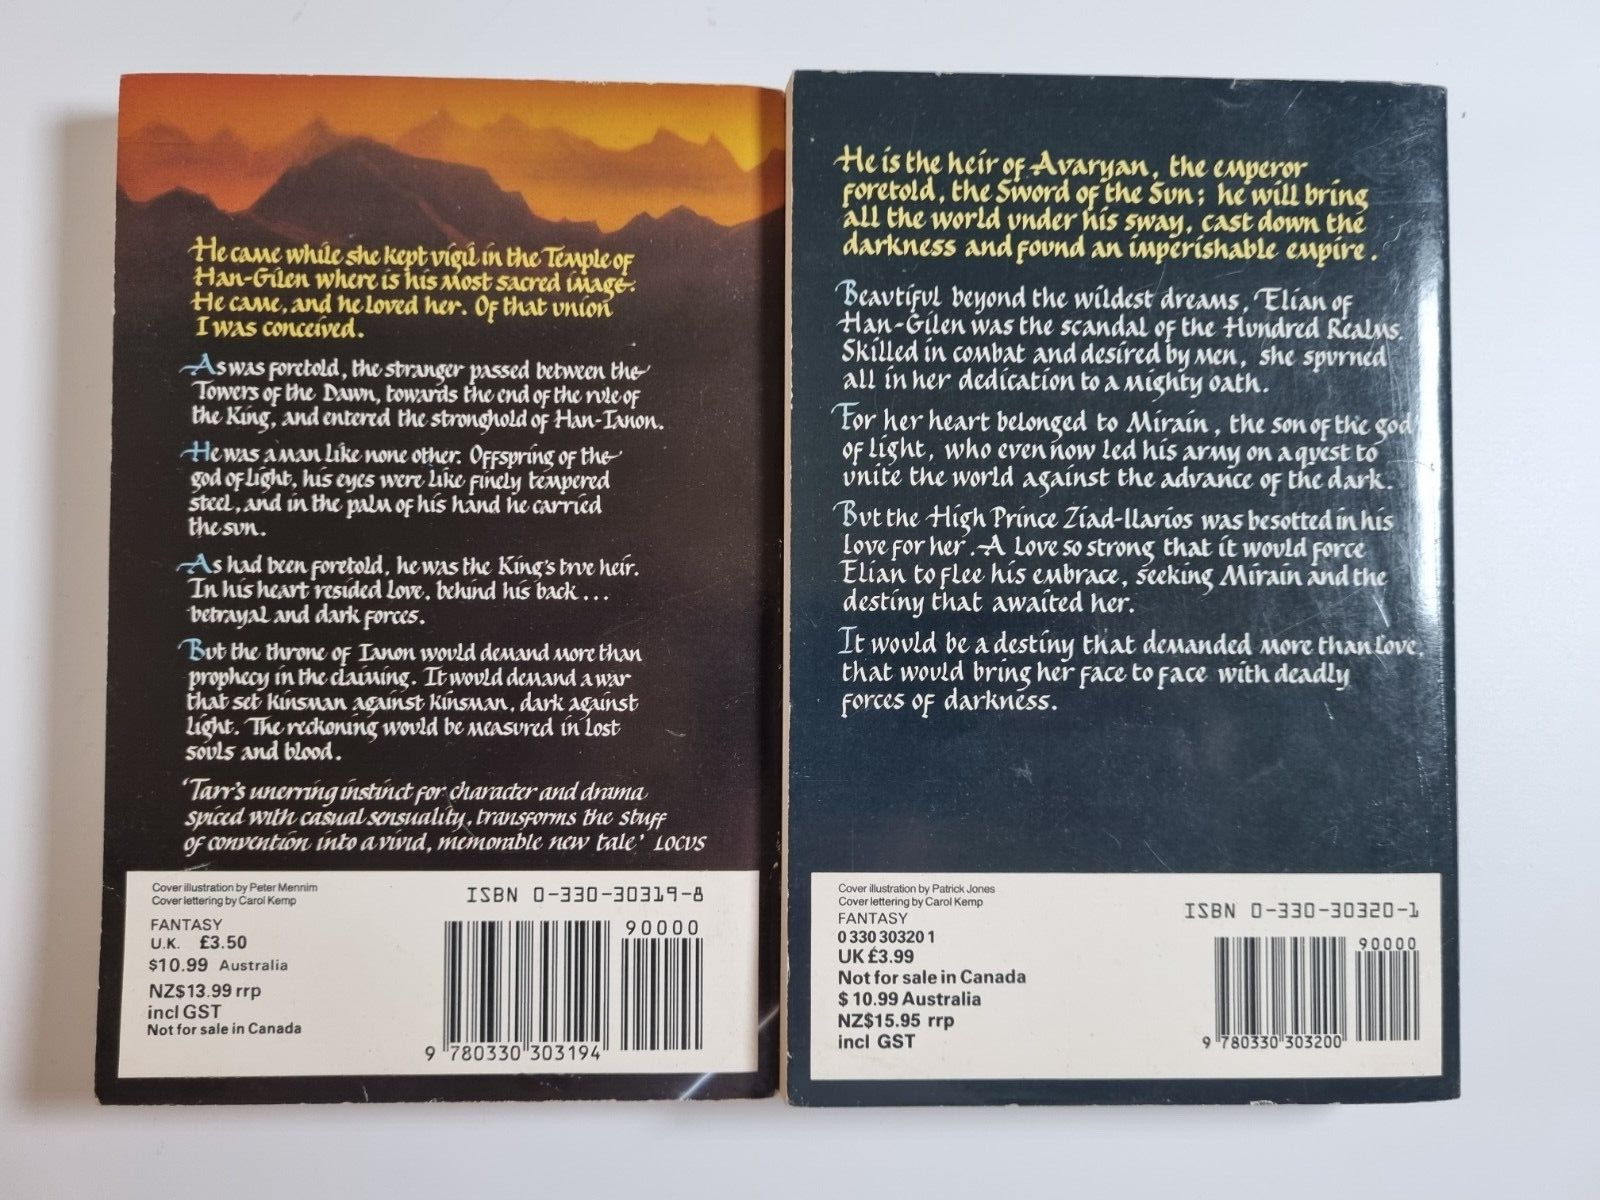 He came while she kept vigil in the Temple of
Han-Gilen where is his most sacred image.
He came, and he loved her. Of that union
I was conceived.
As was foretold, the stranger passed between the
Towers of the Dawn, towards the end of the rule of
the King, and entered the stronghold of Han-Ianon.
He was a man like none other. Offspring of the
god of light, his eyes were like finely tempered
steel, and in the palm of his hand he carried
the sun.
As had been foretold, he was the King's true heir.
In his heart resided love, behind his back...
betrayal and dark forces.
But the throne of Ianon would demand more than
prophecy in the claiming. It would demand a war
that set kinsman against kinsman, dark against
light. The reckoning would be measured in lost
souls and blood.
'Tarr's unerring instinct for character and drama
spiced with casual sensuality, transforms the stuff
of convention into a vivid, memorable new tale' LOCUS
Cover illustration by Peter Mennim
Cover lettering by Carol Kemp
FANTASY
U.K. £3.50
$10.99 Australia
NZ$13.99 rrp
incl GST
Not for sale in Canada
ISBN 0-330-30319-8
90000
9 780330 303194
He is the heir of Avaryan, the emperor
foretold, the Sword of the Sun; he will bring
all the world under his sway, cast down the
darkness and found an imperishable empire.
Beautiful beyond the wildest dreams, Elian of
Han-Gilen was the scandal of the Hundred Realms.
Skilled in combat and desired by men, she spurned
all in her dedication to a mighty oath.
For her heart belonged to Mirain, the son of the god
of light, who even now led his army on a quest to
unite the world against the advance of the dark.
But the High Prince Ziad-Ilarios was besotted in his
love for her. A love so strong that it would force
Elian to flee his embrace, seeking Mirain and the
destiny that awaited her.
It would be a destiny that demanded more than love,
that would bring her face to face with deadly
forces of darkness.
Cover illustration by Patrick Jones
Cover lettering by Carol Kemp
FANTASY
0 330 30320 1
UK £3.99
Not for sale in Canada
$ 10.99 Australia
NZ$15.95 rrp
incl GST
ISBN 0-330-30320-1
90000
9 780330 303200